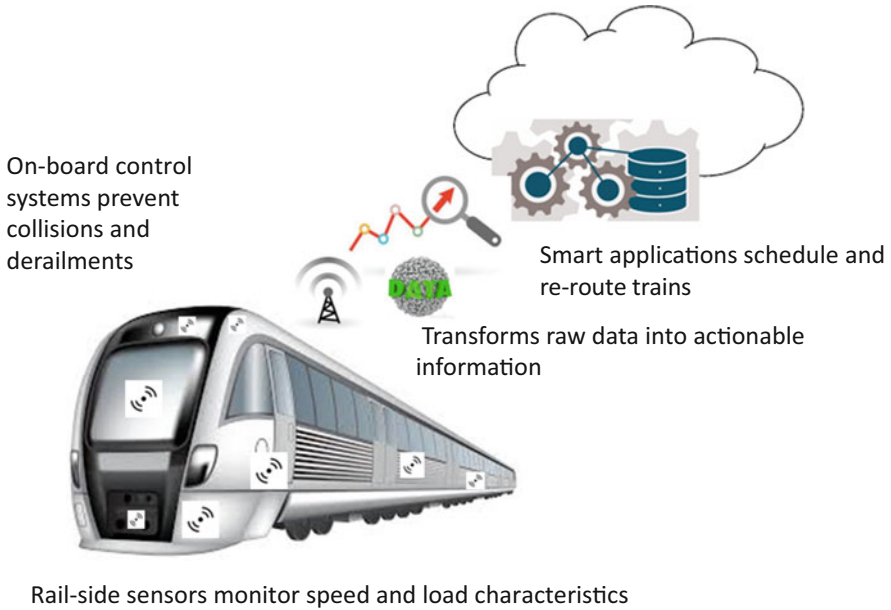 On-board control
systems prevent
collisions and
derailments
Smart applications schedule and
re-route trains
DATA
Transforms raw data into actionable
information
Rail-side sensors monitor speed and load characteristics